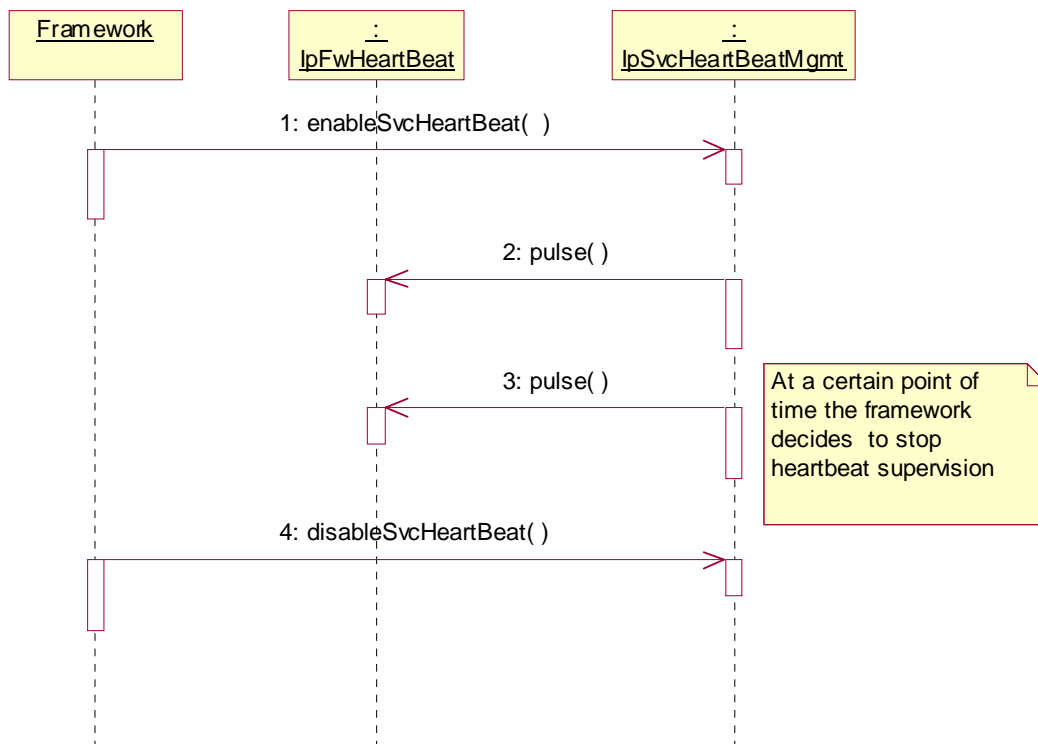 Framework
:
IpFwHeartBeat
:
IpSvcHeartBeatMgmt
1: enableSvcHeartBeat(  )
2: pulse( )
3: pulse( )
At a certain point of
time the framework
decides  to stop
heartbeat supervision
4: disableSvcHeartBeat( )